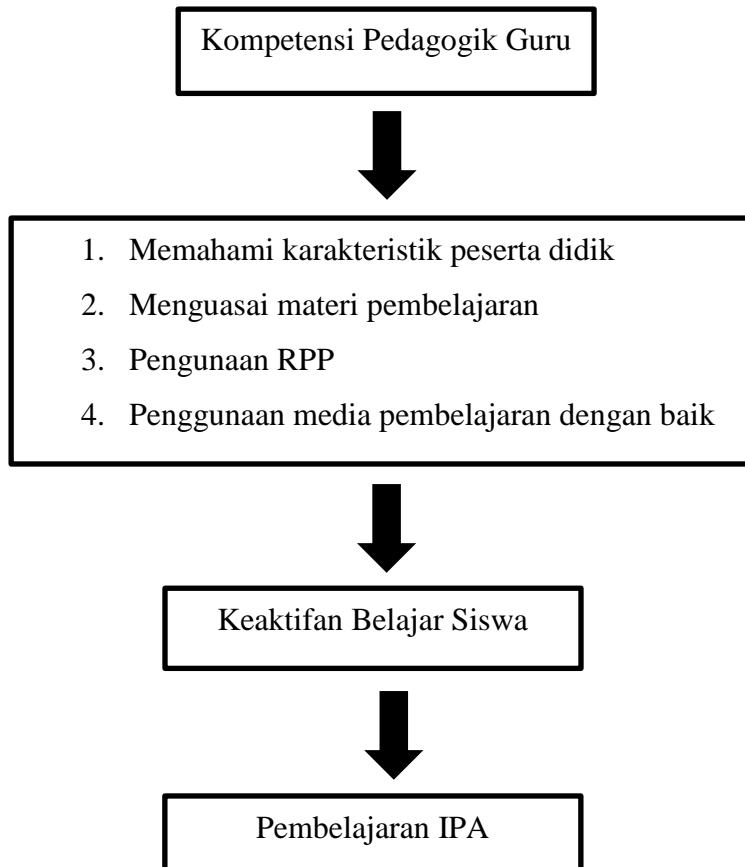 Kompetensi Pedagogik Guru
1. Memahami karakteristik peserta didik
2. Menguasai materi pembelajaran
3. Pengunaan RPP
4. Penggunaan media pembelajaran dengan baik
Keaktifan Belajar Siswa
Pembelajaran IPA